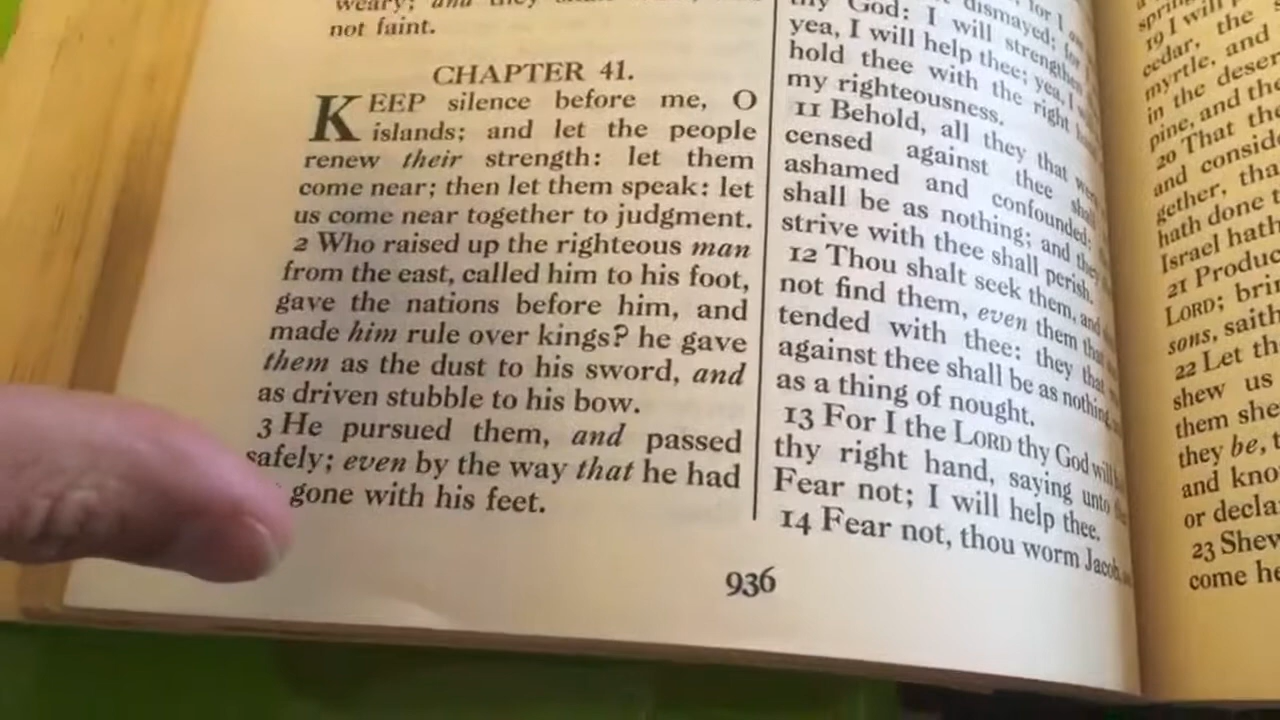 weary; and they
not faint.
CHAPTER 41.
KEEP silence before me, O
islands; and let the people
renew their strength: let them
come near; then let them speak: let
us come near together to judgment.
2 Who raised up the righteous man
from the east, called him to his foot,
gave the nations before him, and
made him rule over kings? he gave
them as the dust to his sword, and
as driven stubble to his bow.
3 He pursued them, and passed
safely; even by the way that he had
gone with his feet.
dismayed; for I
thy God: I will strengthen
yea, I will help thee; yea, I
hold thee with the right
my righteousness.
11 Behold, all they that
censed against thee shall
ashamed and confounded:
shall be as nothing; and they
strive with thee shall perish.
12 Thou shalt seek them, and
not find them, even them that
tended with thee: they that
against thee shall be as nothing,
as a thing of nought.
13 For I the LORD thy God will
thy right hand, saying unto
Fear not; I will help thee.
14 Fear not, thou worm Jacob,
936
19 I will
cedar, the
myrtle, and
in the deser
pine, and the
20 That the
and consid
gether, tha
hath done
Israel hath
21 Produc
LORD; brin
sons, saith
22 Let th
shew us
them she
they be,
and kno
or decla
23 Shew
come he